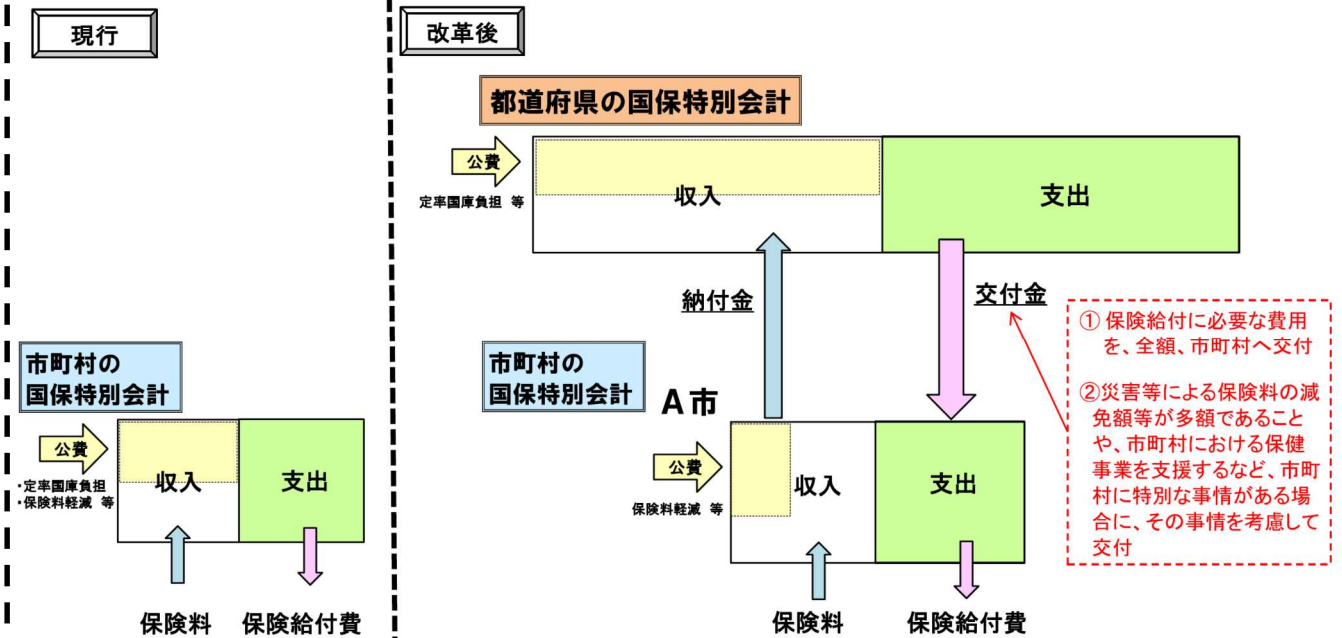 現行
市町村の
国保特別会計
公費
・定率国庫負担
・保険料軽減 等
収入
支出
保険料
保険給付費
改革後
都道府県の国保特別会計
公費
定率国庫負担 等
収入
支出
納付金
交付金
市町村の
国保特別会計
A市
公費
保険料軽減 等
収入
支出
保険料
保険給付費
① 保険給付に必要な費用
を、全額、市町村へ交付
②災害等による保険料の減
免額等が多額であること
や、市町村における保健
事業を支援するなど、市町
村に特別な事情がある場
合に、その事情を考慮して
交付